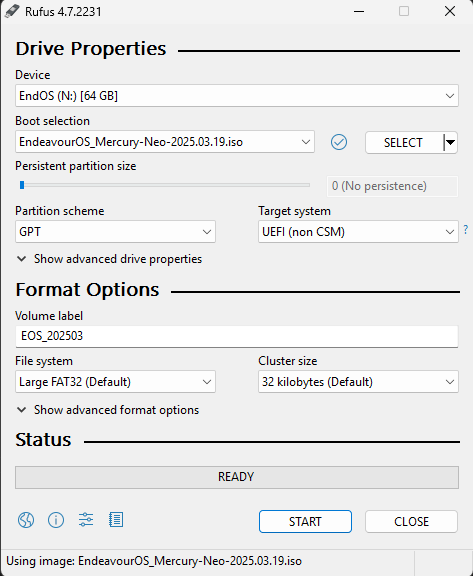 Rufus 4.7.2231
Drive Properties
Device
EndOS (N:) [64 GB]
Boot selection
EndeavourOS_Mercury-Neo-2025.03.19.iso
SELECT
Persistent partition size
0 (No persistence)
Partition scheme
Target system
GPT
UEFI (non CSM)
?
Show advanced drive properties
Format Options
Volume label
EOS_202503
File system
Cluster size
Large FAT32 (Default)
32 kilobytes (Default)
Show advanced format options
Status
READY
START
CLOSE
Using image: EndeavourOS_Mercury-Neo-2025.03.19.iso